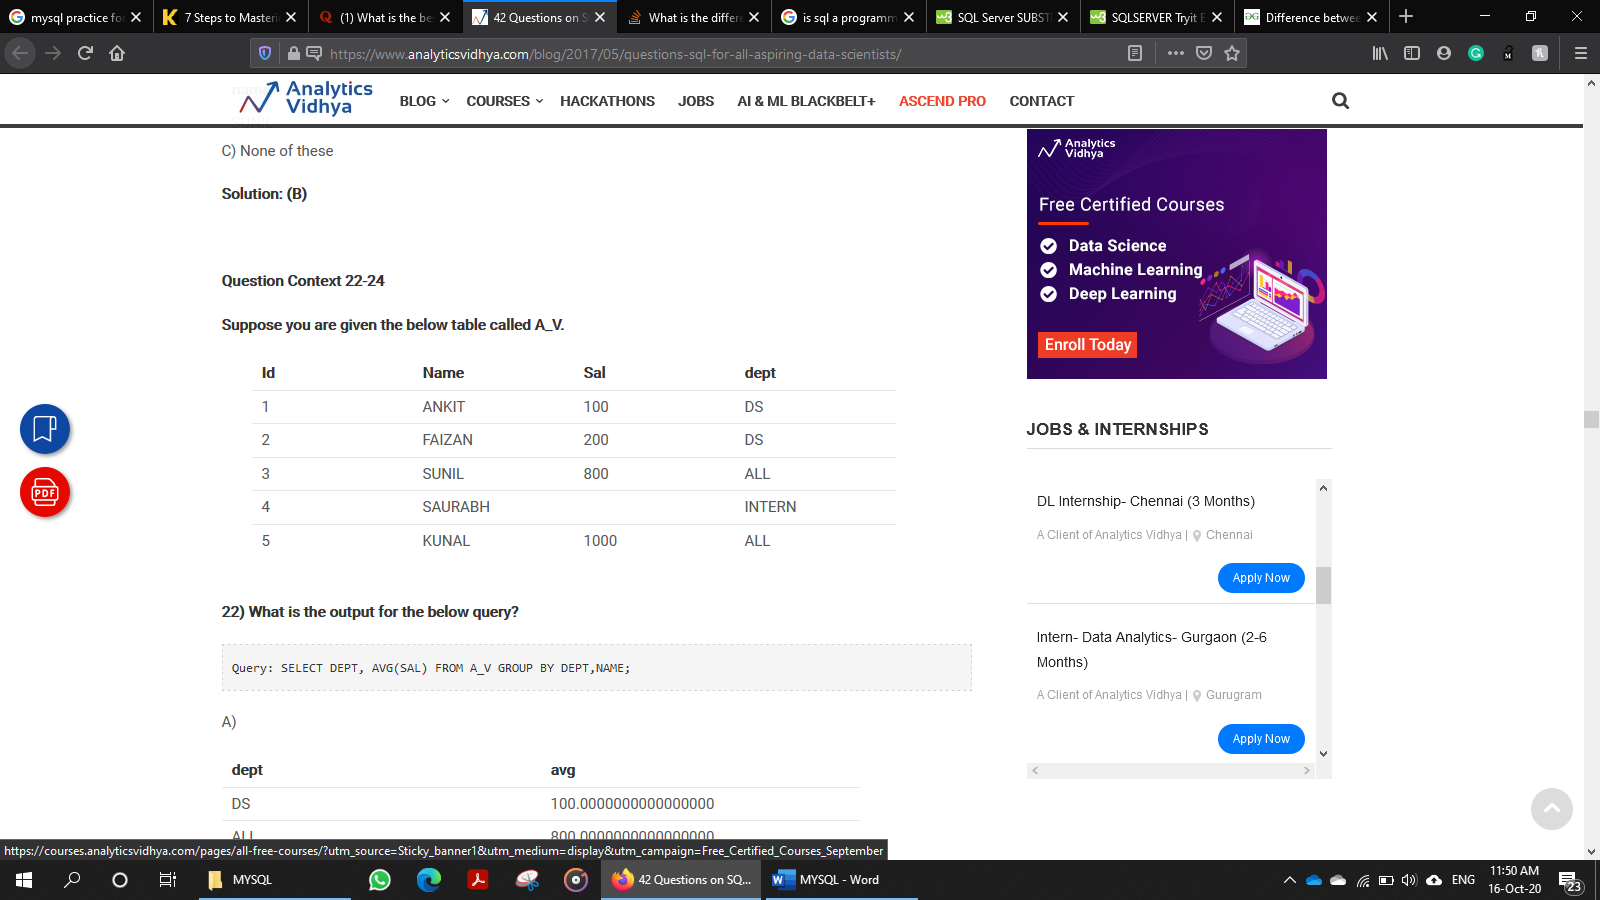 mysql practice fo
7 Steps to Masteri
(1) What is the be
42 Questions on S
What is the differe
is sql a programm
SQL Server SUBST
SQLSERVER Tryit E
Difference betwee
https://www.analyticsvidhya.com/blog/2017/05/questions-sql-for-all-aspiring-data-scientists/
Analytics Vidhya
BLOG
COURSES
HACKATHONS
JOBS
AI & ML BLACKBELT+
ASCEND PRO
CONTACT
C) None of these
Solution: (B)
Question Context 22-24
Suppose you are given the below table called A_V.
Id Name Sal dept
1 ANKIT 100 DS
2 FAIZAN 200 DS
3 SUNIL 800 ALL
4 SAURABH INTERN
5 KUNAL 1000 ALL
22) What is the output for the below query?
Query: SELECT DEPT, AVG(SAL) FROM A_V GROUP BY DEPT,NAME;
A)
dept avg
DS 100.0000000000000000
ALL 800.0000000000000000
PDF
Analytics Vidhya
Free Certified Courses
Data Science
Machine Learning
Deep Learning
Enroll Today
JOBS & INTERNSHIPS
DL Internship- Chennai (3 Months)
A Client of Analytics Vidhya | Chennai
Apply Now
Intern- Data Analytics- Gurgaon (2-6
Months)
A Client of Analytics Vidhya | Gurugram
Apply Now
https://courses.analyticsvidhya.com/pages/all-free-courses/?utm_source=Sticky_banner1&utm_medium=display&utm_campaign=Free_Certified_Courses_September
MYSQL
42 Questions on SQ...
MYSQL - Word
ENG
11:50 AM
16-Oct-20
23